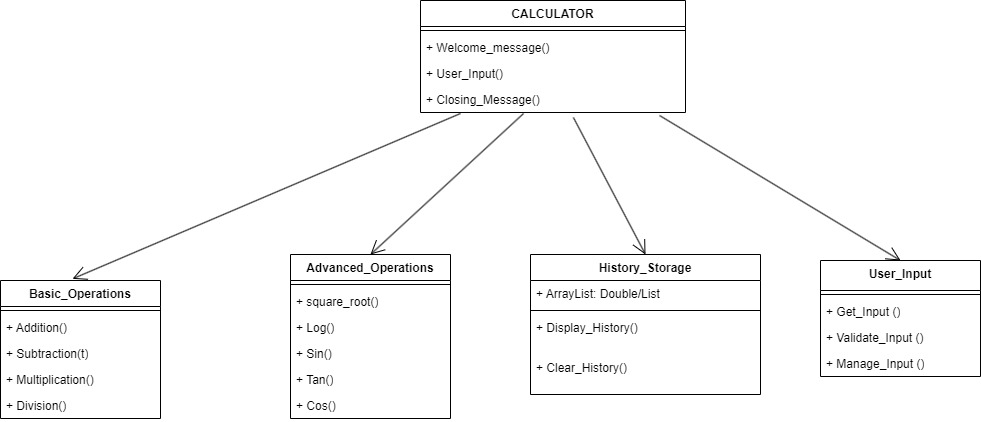 CALCULATOR
+ Welcome_message()
+ User_Input()
+ Closing_Message()
Basic_Operations
+ Addition()
+ Subtraction(t)
+ Multiplication()
+ Division()
Advanced_Operations
+ square_root()
+ Log()
+ Sin()
+ Tan()
+ Cos()
History_Storage
+ ArrayList: Double/List
+ Display_History()
+ Clear_History()
User_Input
+ Get_Input ()
+ Validate_Input ()
+ Manage_Input ()